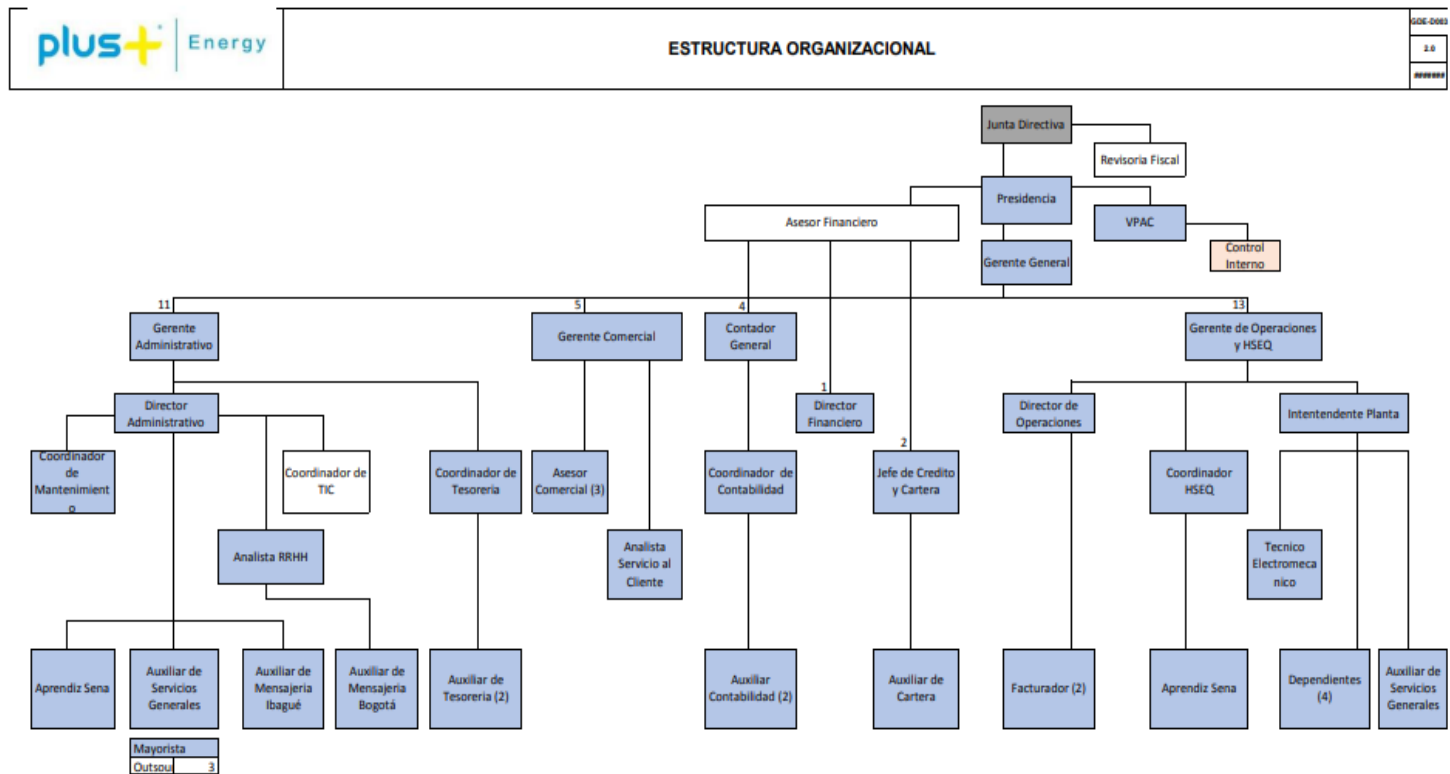 plus+ Energy
ESTRUCTURA ORGANIZACIONAL
GOE-D003
2.0
#######
Junta Directiva
Revisoria Fiscal
Presidencia
Asesor Financiero
VPAC
Gerente General
Control
Interno
11
5
4
13
Gerente
Administrativo
Gerente Comercial
Contador
General
Gerente de Operaciones
y HSEQ
1
Director
Administrativo
Director
Financiero
Director de
Operaciones
Intentendente Planta
2
Coordinador
de
Mantenimient
o
Coordinador de
TIC
Coordinador de
Tesoreria
Asesor
Comercial (3)
Coordinador de
Contabilidad
Jefe de Credito
y Cartera
Coordinador
HSEQ
Analista RRHH
Analista
Servicio al
Cliente
Tecnico
Electromeca
nico
Aprendiz Sena
Auxiliar de
Servicios
Generales
Auxiliar de
Mensajeria
Ibagué
Auxiliar de
Mensajeria
Bogotá
Auxiliar de
Tesoreria (2)
Auxiliar
Contabilidad (2)
Auxiliar de
Cartera
Facturador (2)
Aprendiz Sena
Dependientes
(4)
Auxiliar de
Servicios
Generales
Mayorista
Outsou 3